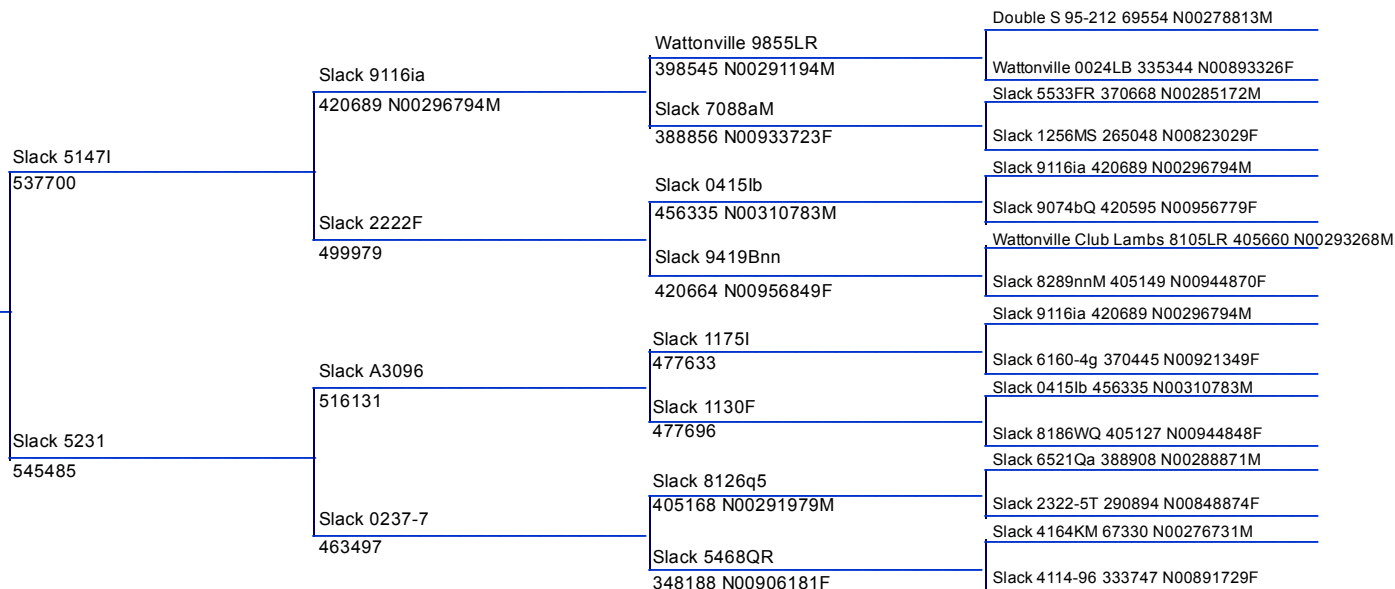 Double S 95-212 69554 N00278813M
Wattonville 9855LR
398545 N00291194M
Wattonville 0024LB 335344 N00893326F
Slack 9116ia
420689 N00296794M
Slack 5533FR 370668 N00285172M
Slack 7088aM
388856 N00933723F
Slack 1256MS 265048 N00823029F
Slack 5147I
537700
Slack 9116ia 420689 N00296794M
Slack 0415Ib
456335 N00310783M
Slack 9074bQ 420595 N00956779F
Slack 2222F
499979
Wattonville Club Lambs 8105LR 405660 N00293268M
Slack 9419Bnn
420664 N00956849F
Slack 8289nnM 405149 N00944870F
Slack 9116ia 420689 N00296794M
Slack 1175I
477633
Slack 6160-4g 370445 N00921349F
Slack A3096
516131
Slack 0415Ib 456335 N00310783M
Slack 1130F
477696
Slack 8186WQ 405127 N00944848F
Slack 5231
545485
Slack 6521Qa 388908 N00288871M
Slack 8126q5
405168 N00291979M
Slack 2322-5T 290894 N00848874F
Slack 0237-7
463497
Slack 4164KM 67330 N00276731M
Slack 5468QR
348188 N00906181F
Slack 4114-96 333747 N00891729F